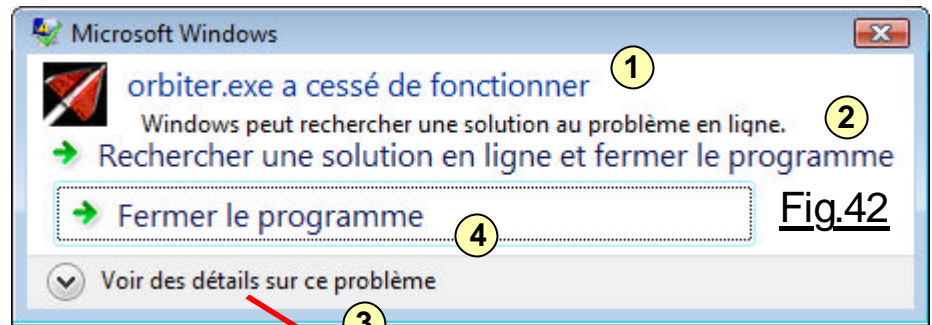 Microsoft Windows
orbiter.exe a cessé de fonctionner 1
Windows peut rechercher une solution au problème en ligne. 2
Rechercher une solution en ligne et fermer le programme
Fermer le programme 4 Fig.42
Voir des détails sur ce problème
3